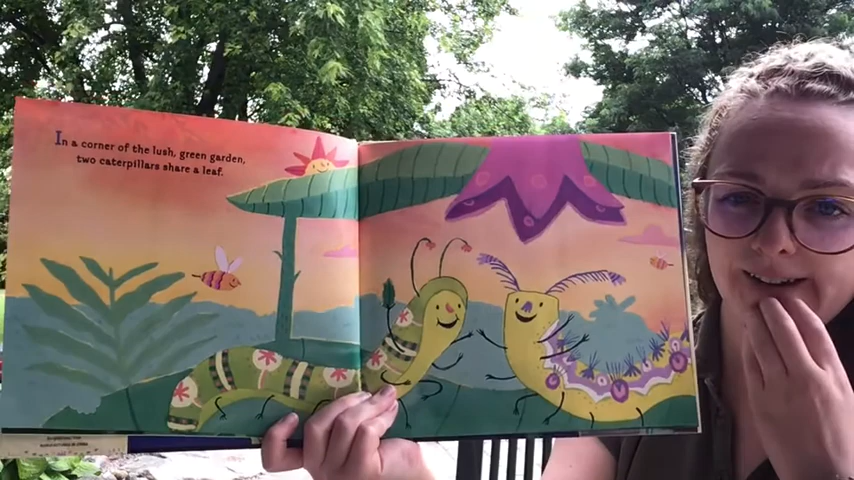 In a corner of the lush, green garden,
two caterpillars share a leaf.